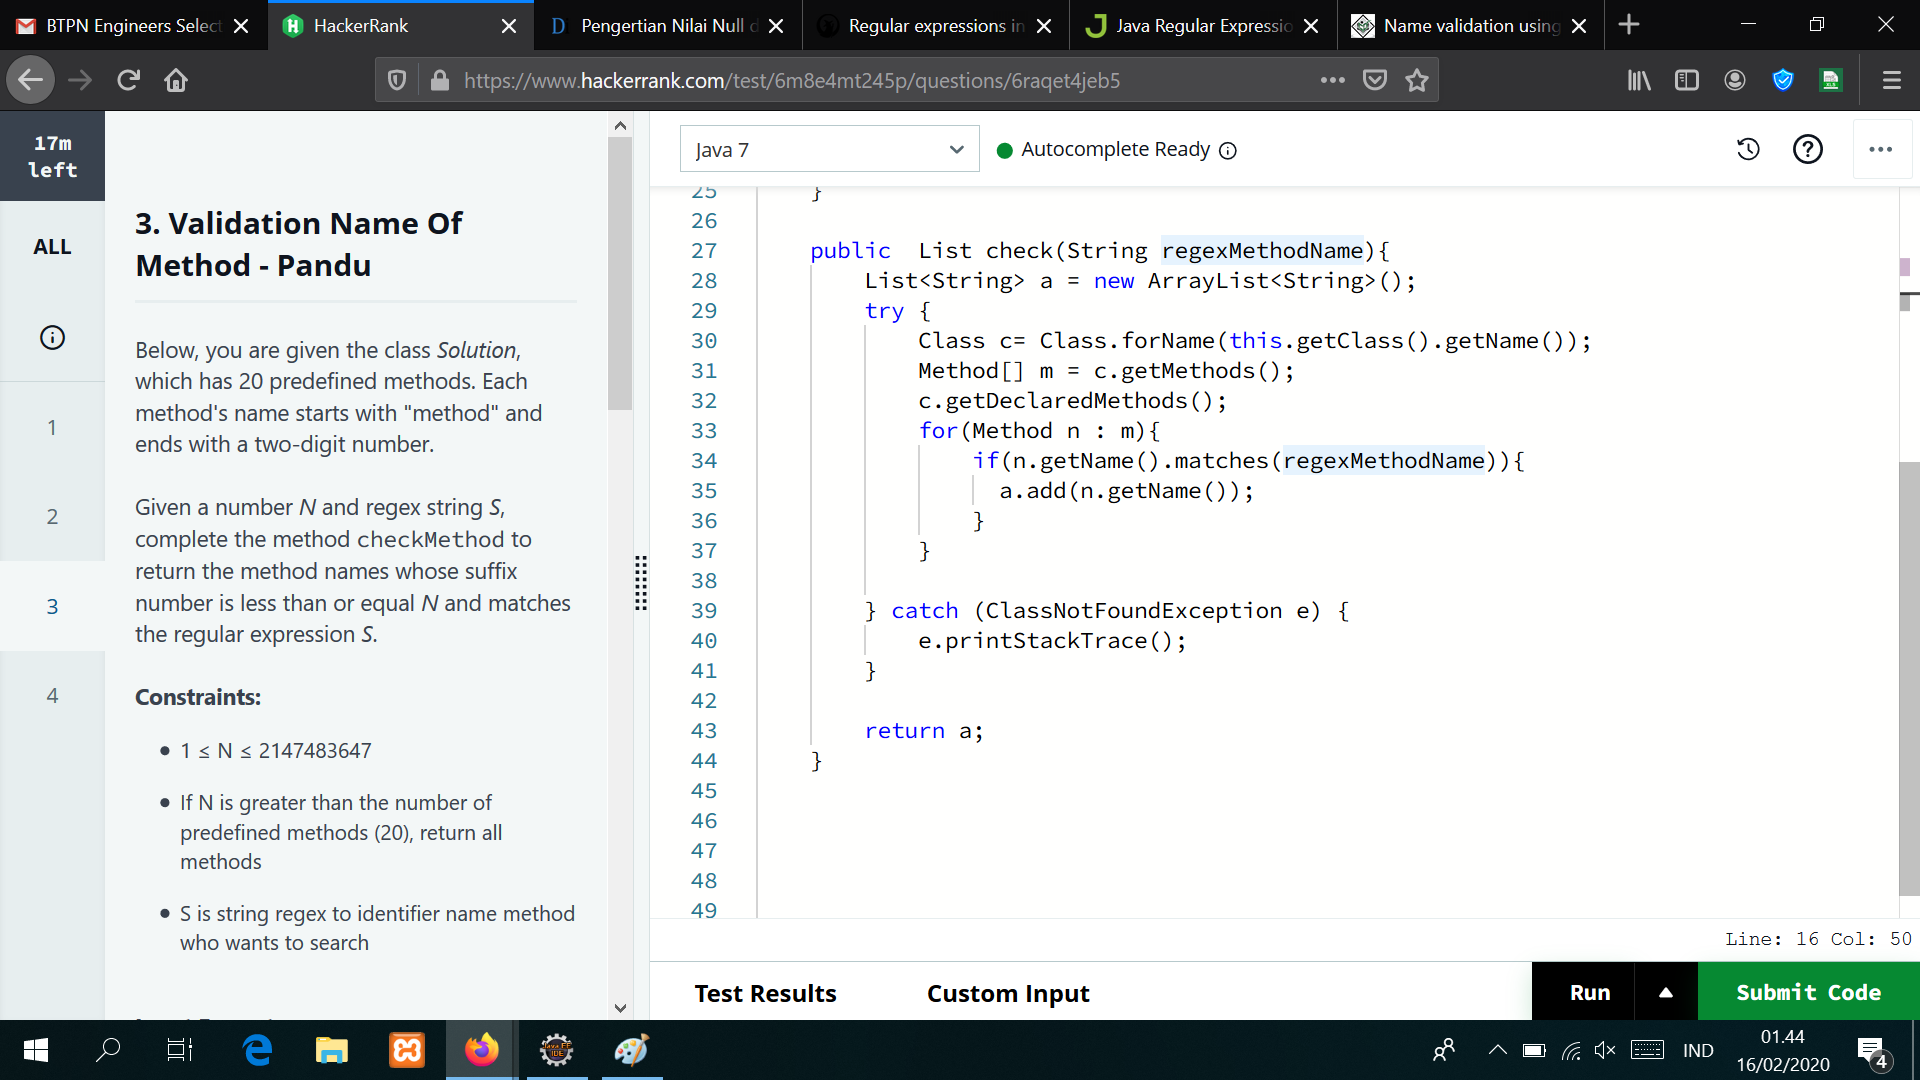 BTPN Engineers Select
HackerRank
Pengertian Nilai Null d
Regular expressions in
Java Regular Expressio
Name validation using
https://www.hackerrank.com/test/6m8e4mt245p/questions/6raqet4jeb5
17m
left
ALL
1
2
3
4
3. Validation Name Of
Method - Pandu
Below, you are given the class Solution,
which has 20 predefined methods. Each
method's name starts with "method" and
ends with a two-digit number.
Given a number N and regex string S,
complete the method checkMethod to
return the method names whose suffix
number is less than or equal N and matches
the regular expression S.
Constraints:
• 1 ≤ N ≤ 2147483647
• If N is greater than the number of
predefined methods (20), return all
methods
• S is string regex to identifier name method
who wants to search
Java 7
Autocomplete Ready
25 }
26
27 public  List check(String regexMethodName){
28 List<String> a = new ArrayList<String>();
29 try {
30 Class c= Class.forName(this.getClass().getName());
31 Method[] m = c.getMethods();
32 c.getDeclaredMethods();
33 for(Method n : m){
34 if(n.getName().matches(regexMethodName)){
35 a.add(n.getName());
36 }
37 }
38
39 } catch (ClassNotFoundException e) {
40 e.printStackTrace();
41 }
42
43 return a;
44 }
45
46
47
48
49
Line: 16 Col: 50
Test Results
Custom Input
Run
Submit Code
IND
01.44
16/02/2020
4